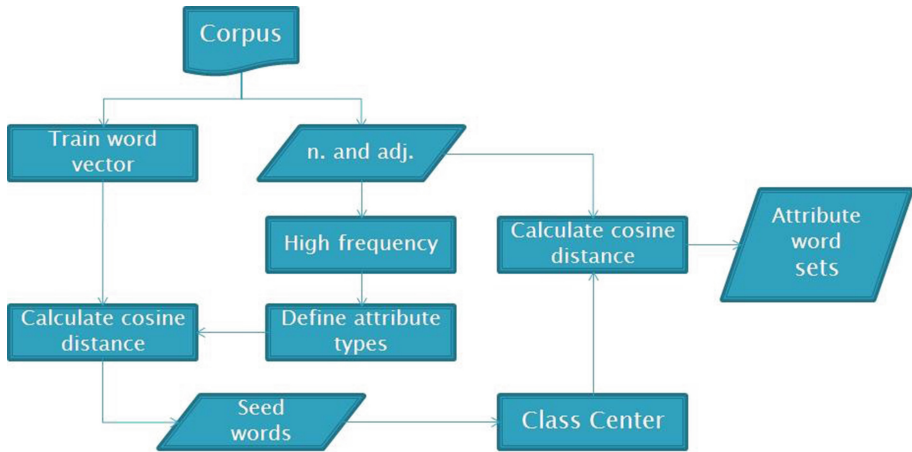 Corpus
Train word
vector
n. and adj.
High frequency
Calculate cosine
distance
Attribute
word
sets
Calculate cosine
distance
Define attribute
types
Seed
words
Class Center